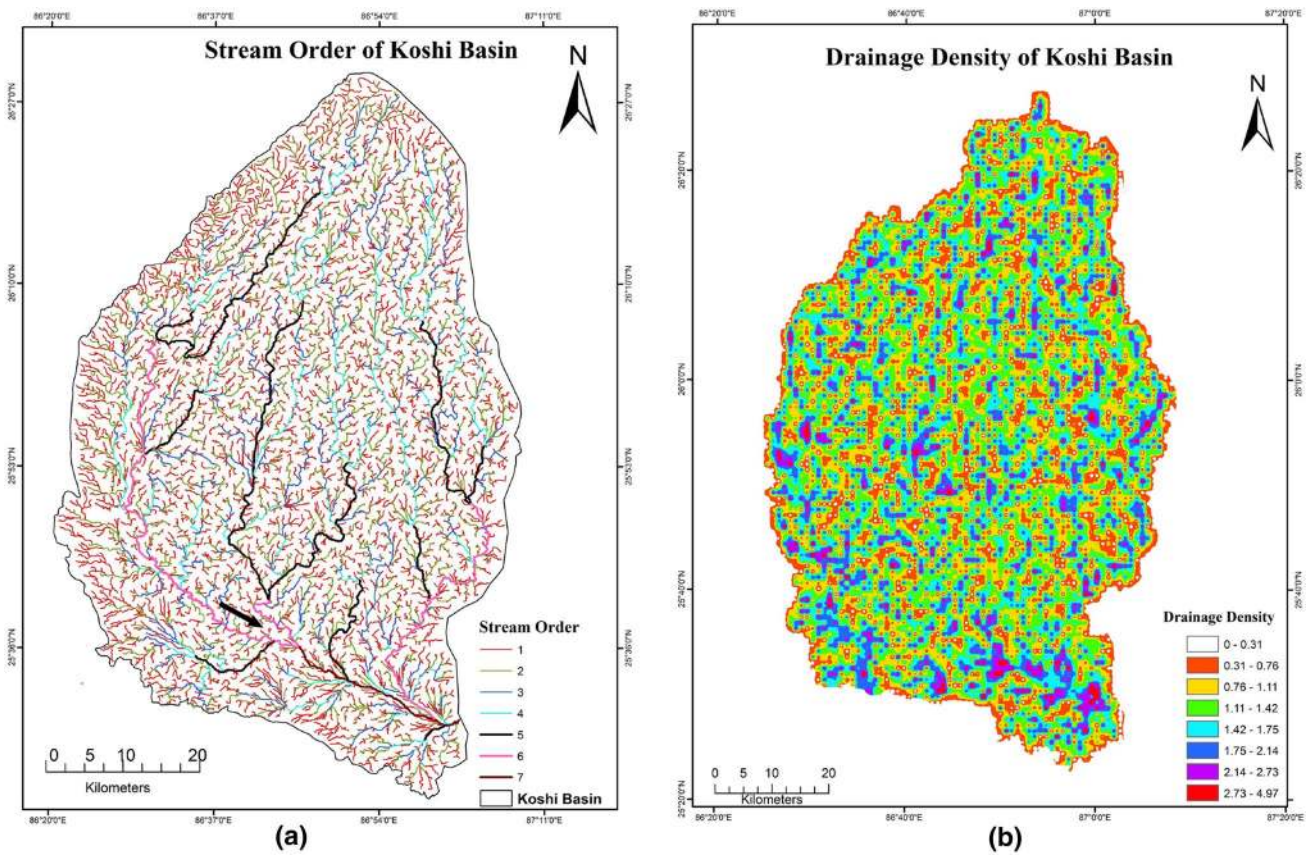 86°20'0"E 86°37'0"E 86°54'0"E 87°11'0"E
Stream Order of Koshi Basin
N
26°27'0"N
26°10'0"N
25°53'0"N
25°36'0"N
26°27'0"N
26°10'0"N
25°53'0"N
25°36'0"N
Stream Order
1
2
3
4
5
6
7
Koshi Basin
0 5 10 20
Kilometers
86°20'0"E 86°37'0"E 86°54'0"E 87°11'0"E
(a)
86°20'0"E 86°40'0"E 87°0'0"E 87°20'0"E
Drainage Density of Koshi Basin
N
26°20'0"N
26°0'0"N
25°40'0"N
25°20'0"N
26°20'0"N
26°0'0"N
25°40'0"N
25°20'0"N
Drainage Density
0 - 0.31
0.31 - 0.76
0.76 - 1.11
1.11 - 1.42
1.42 - 1.75
1.75 - 2.14
2.14 - 2.73
2.73 - 4.97
0 5 10 20
Kilometers
86°20'0"E 86°40'0"E 87°0'0"E 87°20'0"E
(b)